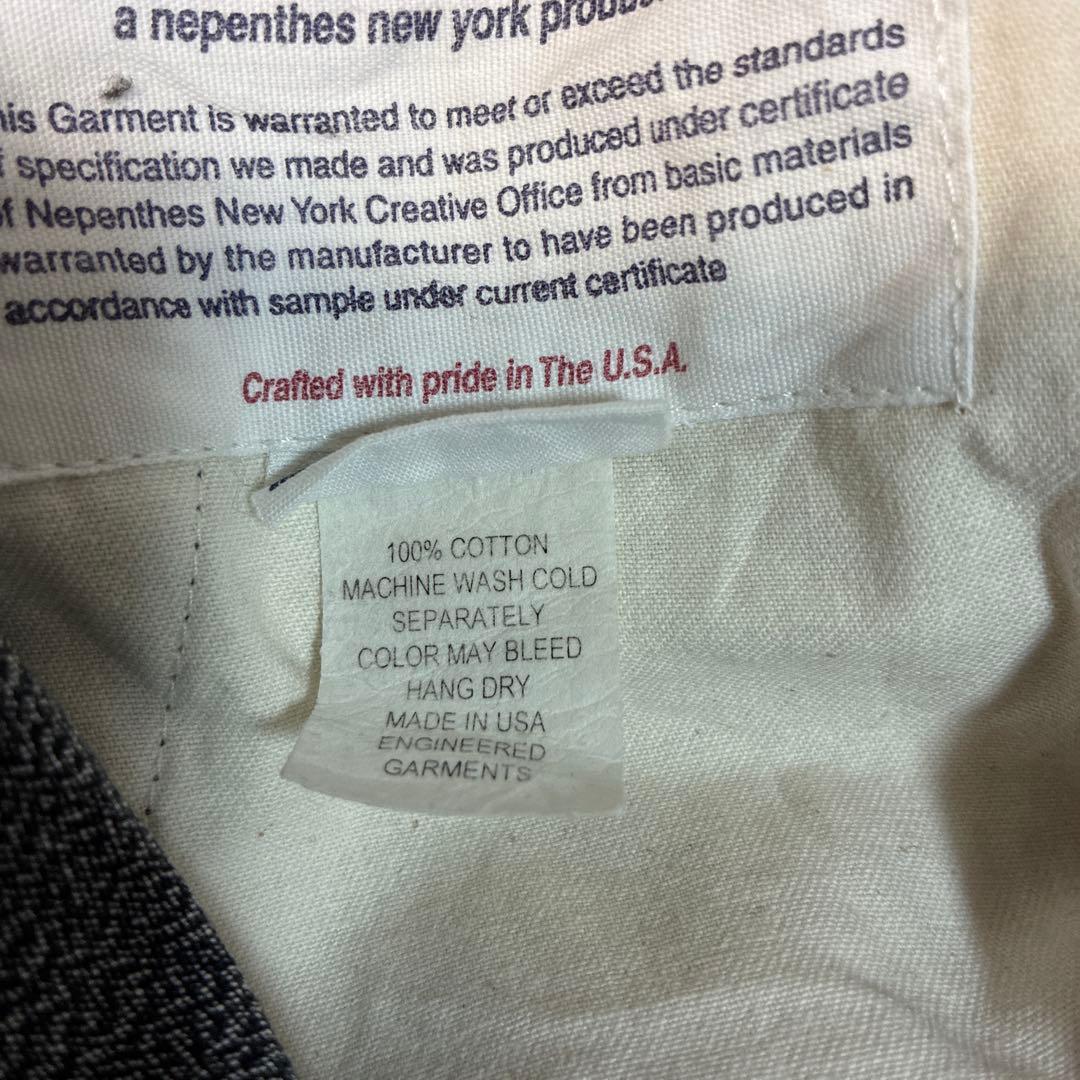 a nepenthes new york
his Garment is warranted to meet or exceed the standards
f specification we made and was produced under certificate
of Nepenthes New York Creative Office from basic materials
warranted by the manufacturer to have been produced in
accordance with sample under current certificate
Crafted with pride in The U.S.A.
100% COTTON
MACHINE WASH COLD
SEPARATELY
COLOR MAY BLEED
HANG DRY
MADE IN USA
ENGINEERED
GARMENTS